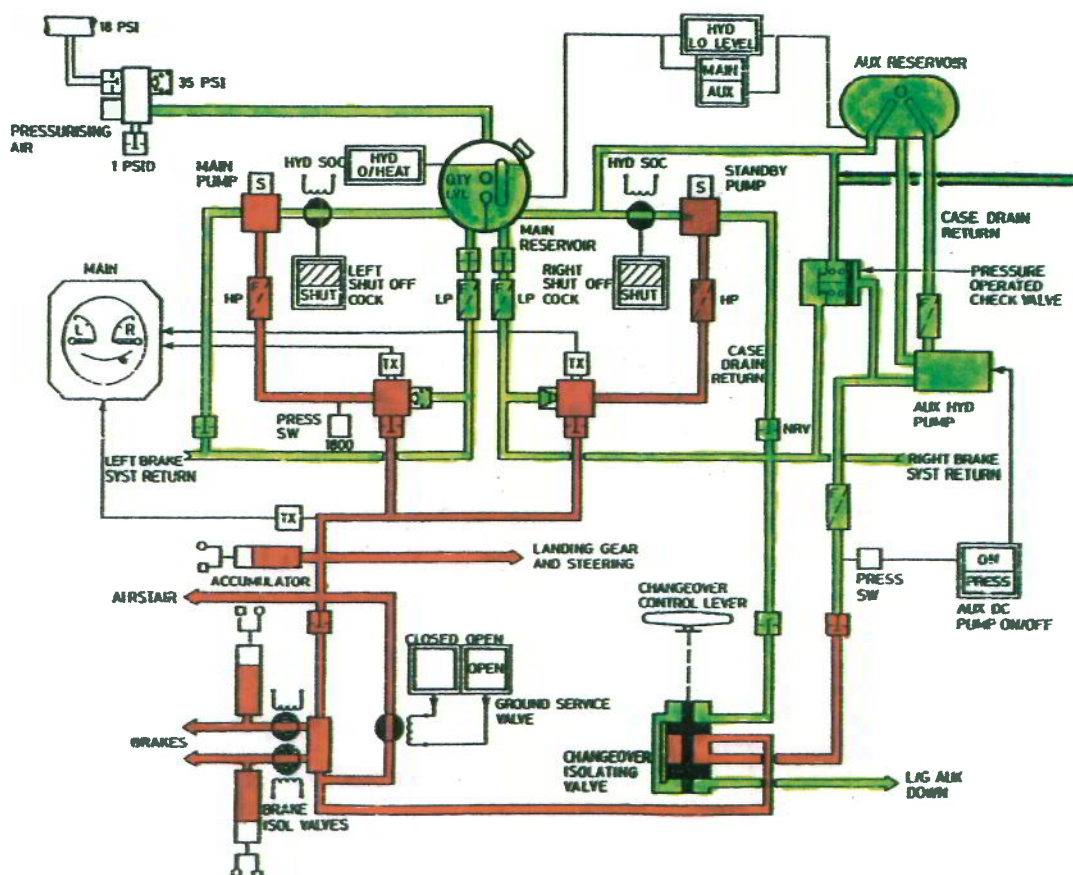 18 PSI
35 PSI
PRESSURISING
AIR
1 PSID
HYD
LO LEVEL
MAIN
AUX
AUX RESERVOIR
MAIN
PUMP
HYD SOC
HYD
O/HEAT
QTY
LVL
HYD SOC
STANDBY
PUMP
S
S
MAIN
RESERVOIR
CASE DRAIN
RETURN
PRESSURE
OPERATED
CHECK VALVE
LEFT
SHUT OFF
COCK
SHUT
RIGHT
SHUT OFF
COCK
SHUT
MAIN
L
R
HP
F
LP
F
LP
F
HP
F
F
TX
TX
CASE
DRAIN
RETURN
AUX HYD
PUMP
PRESS
SW
1800
NRV
LEFT BRAKE
SYST RETURN
RIGHT BRAKE
SYST RETURN
TX
F
ACCUMULATOR
LANDING GEAR
AND STEERING
PRESS
SW
ON
PRESS
AUX DC
PUMP ON/OFF
AIRSTAIR
CHANGEOVER
CONTROL LEVER
CLOSED OPEN
OPEN
GROUND SERVICE
VALVE
BRAKES
CHANGEOVER
ISOLATING
VALVE
L/G AUX
DOWN
BRAKE
ISOL VALVES